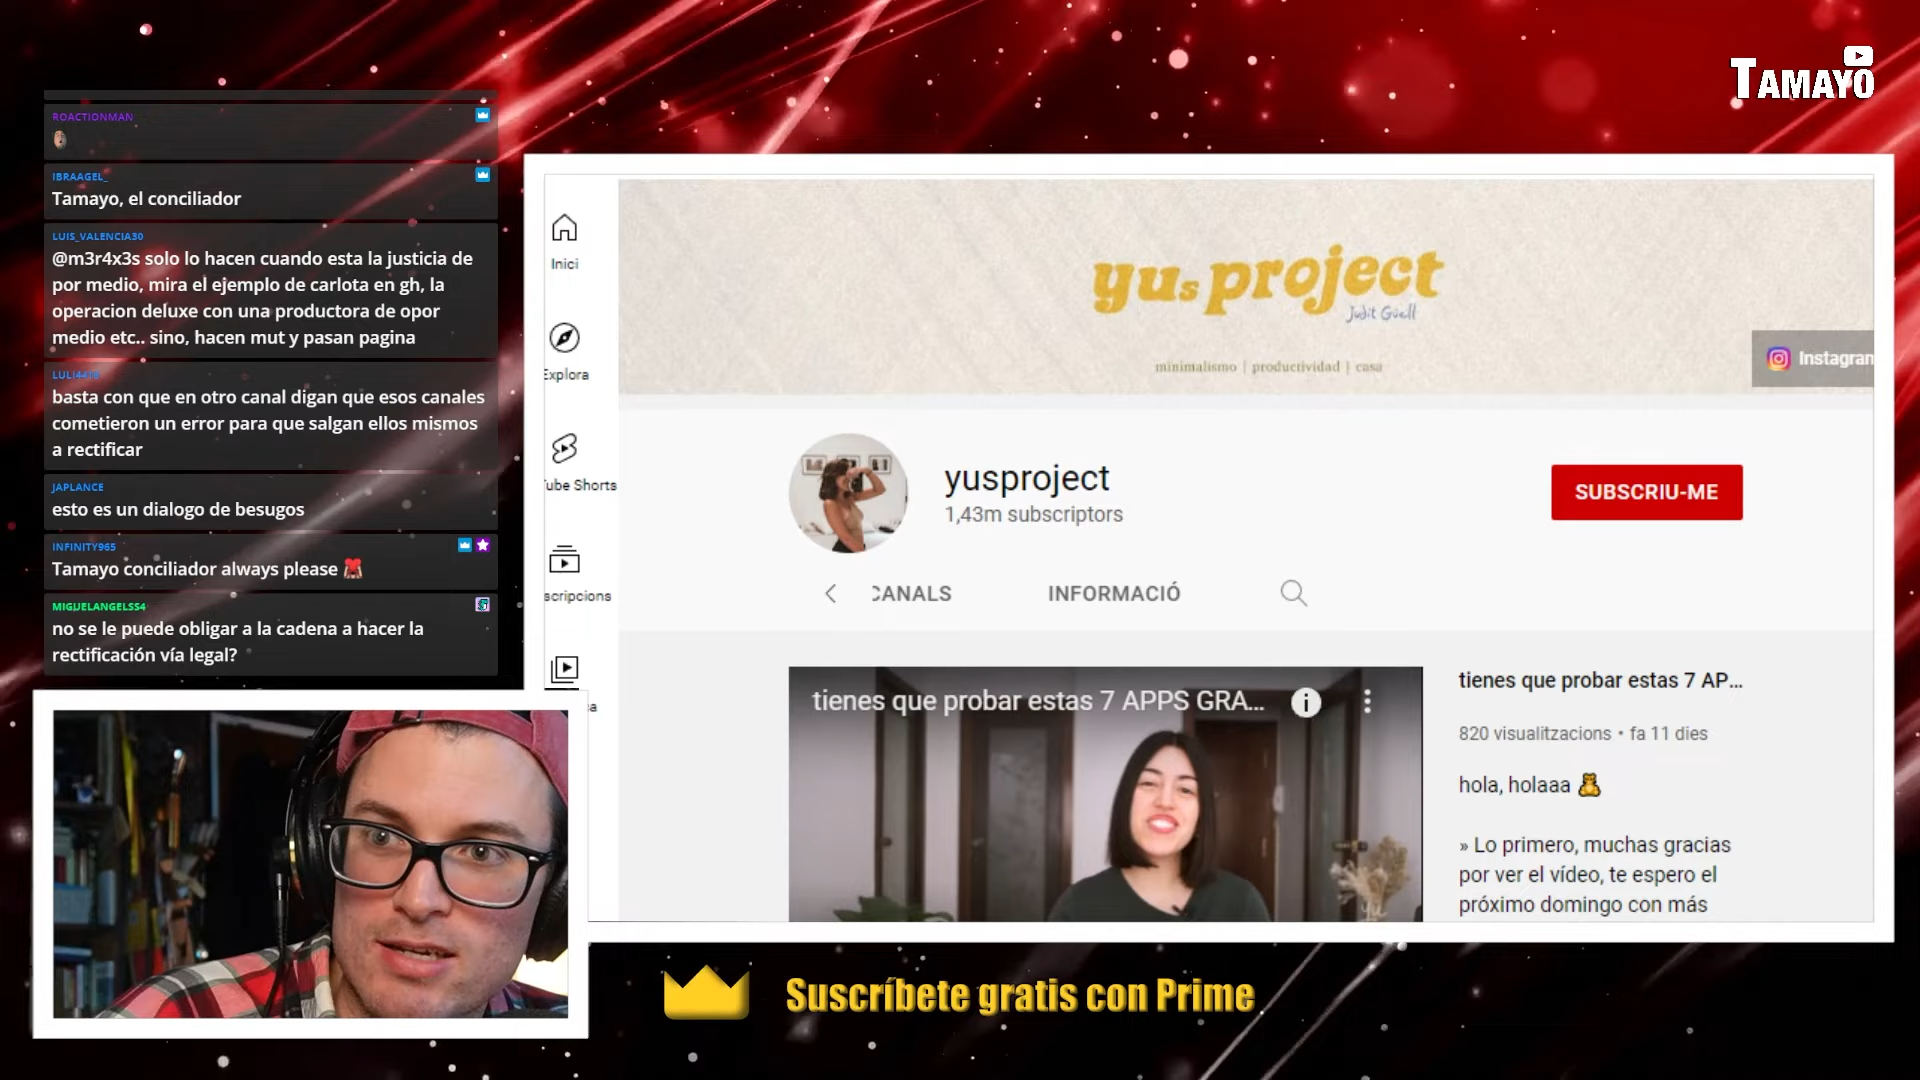 TAMAYO
ROACTIONMAN
IBRAAGEL_
Tamayo, el conciliador
LUIS_VALENCIA30
@m3r4x3s solo lo hacen cuando esta la justicia de
por medio, mira el ejemplo de carlota en gh, la
operacion deluxe con una productora de opor
medio etc.. sino, hacen mut y pasan pagina
basta con que en otro canal digan que esos canales
cometieron un error para que salgan ellos mismos
a rectificar
JAPLANCE
esto es un dialogo de besugos
INFINITY965
Tamayo conciliador always please
MIGUELANGELSS4
no se le puede obligar a la cadena a hacer la
rectificación vía legal?
Inici
Explora
Tube Shorts
scripcions
a
yus project
Judit Güell
minimalismo | productividad | casa
Instagram
yusproject
1,43m subscriptors
SUBSCRIU-ME
CANALS
INFORMACIÓ
tienes que probar estas 7 APPS GRA...
tienes que probar estas 7 AP...
820 visualitzacions • fa 11 dies
hola, holaaa
» Lo primero, muchas gracias
por ver el vídeo, te espero el
próximo domingo con más
Suscríbete gratis con Prime